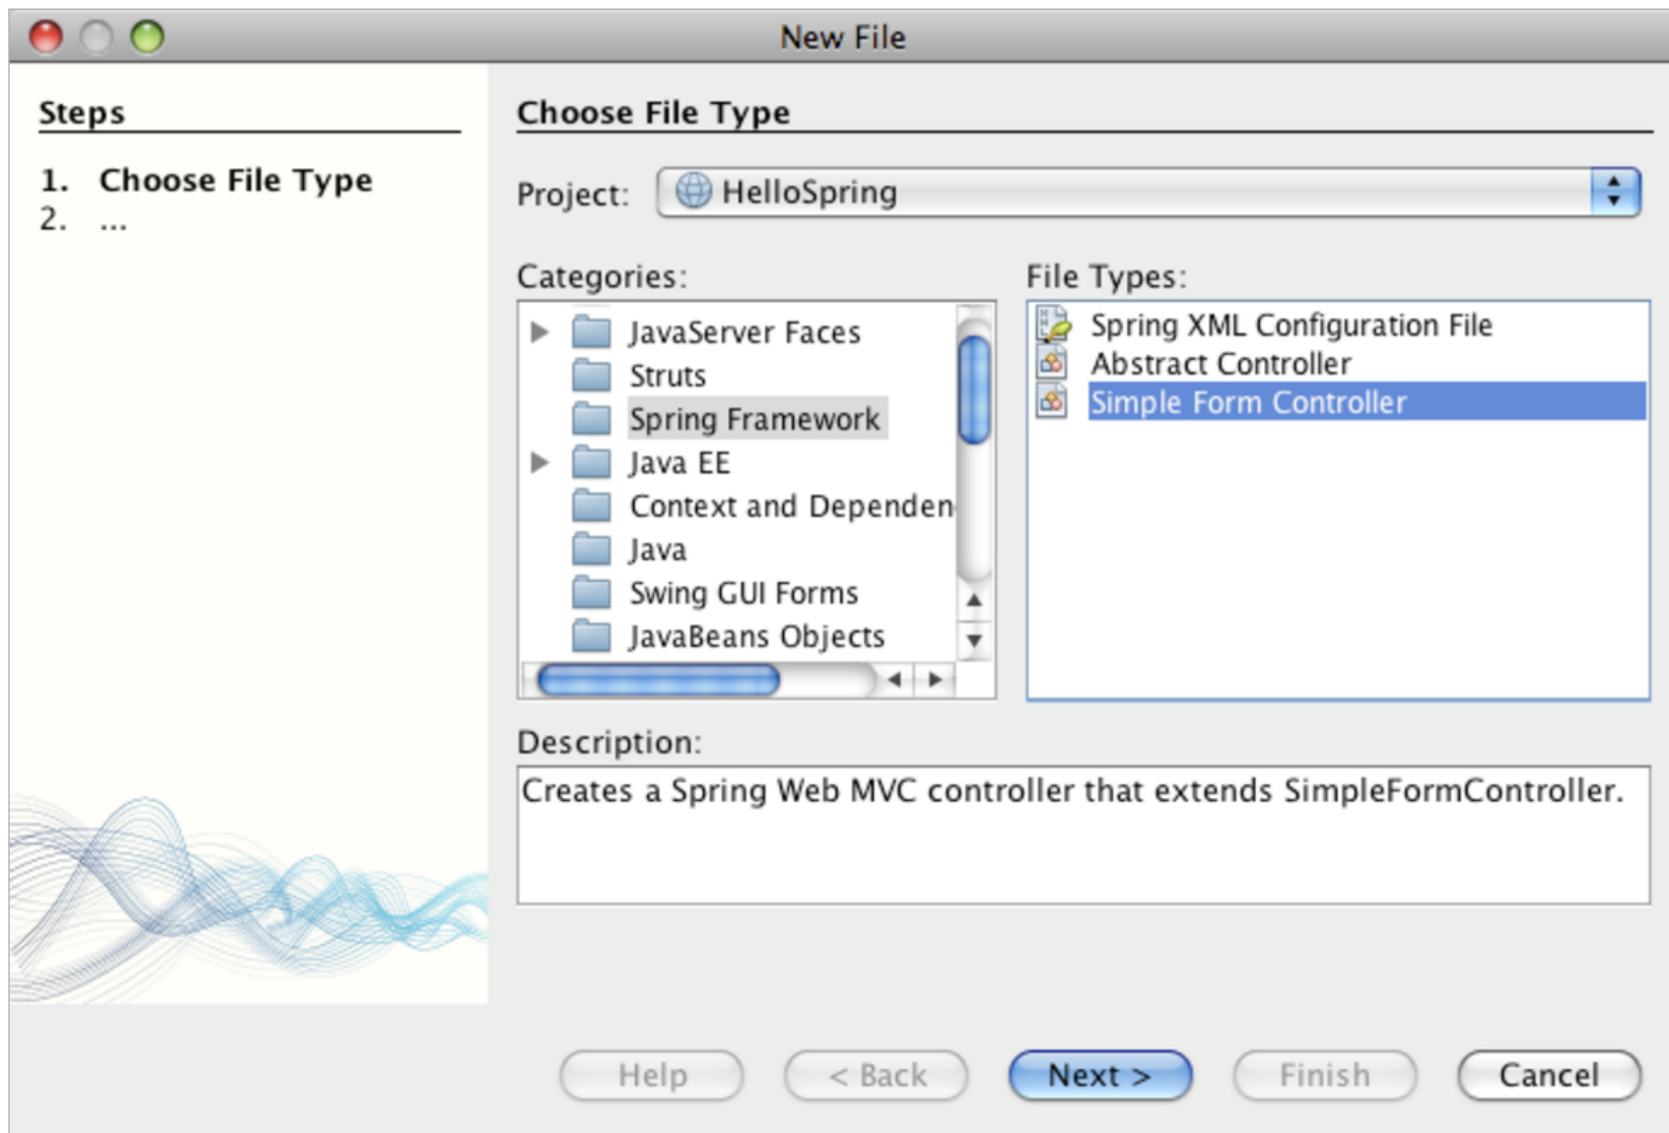 New File
Steps
1. Choose File Type
2. ...
Choose File Type
Project: HelloSpring
Categories:
JavaServer Faces
Struts
Spring Framework
Java EE
Context and Dependen
Java
Swing GUI Forms
JavaBeans Objects
File Types:
Spring XML Configuration File
Abstract Controller
Simple Form Controller
Description:
Creates a Spring Web MVC controller that extends SimpleFormController.
Help < Back Next > Finish Cancel